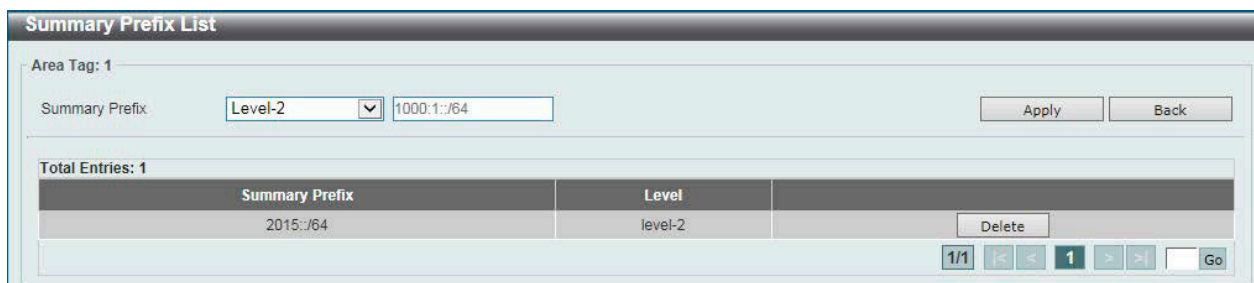 Summary Prefix List
Area Tag: 1
Summary Prefix Level-2 1000:1::/64 Apply Back
Total Entries: 1
Summary Prefix Level
2015::/64 level-2 Delete
1/1 |< < 1 > >| Go